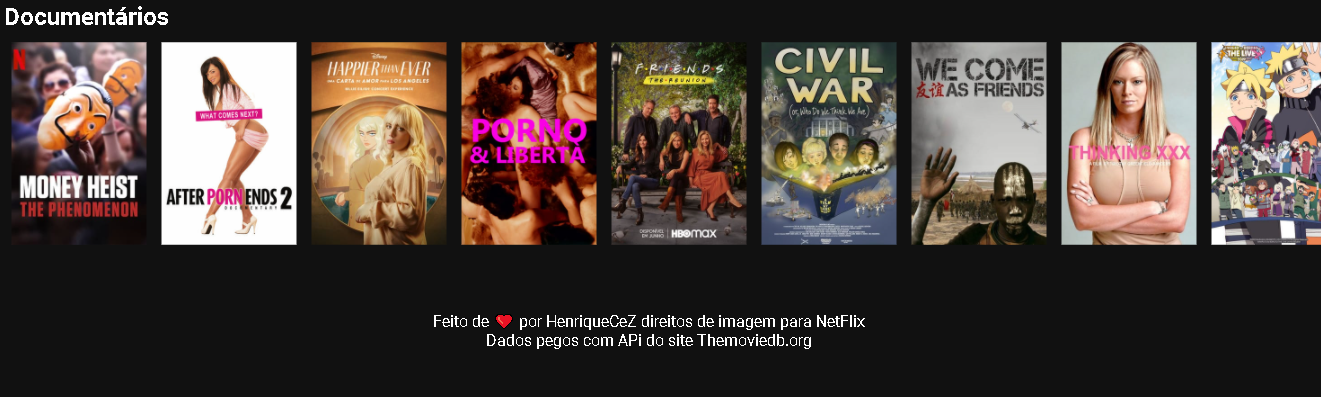 Documentários
N
MONEY HEIST
THE PHENOMENON
WHAT COMES NEXT?
AFTER PORN ENDS 2
DOCUMENTARY
Disney
HAPPIER THAN EVER
UMA CARTA DE AMOR PARA LOS ANGELES
PORNO
& LIBERTÀ
FRIENDS
THE REUNION
DISPONÍVEL
EM JUNHO
HBOmax
CIVIL
WAR
(or, Who Do We Think We Are)
WE COME
友谊 AS FRIENDS
THINKING XXX
THE LIVE
Feito de ❤ por HenriqueCeZ direitos de imagem para NetFlix
Dados pegos com APi do site Themoviedb.org